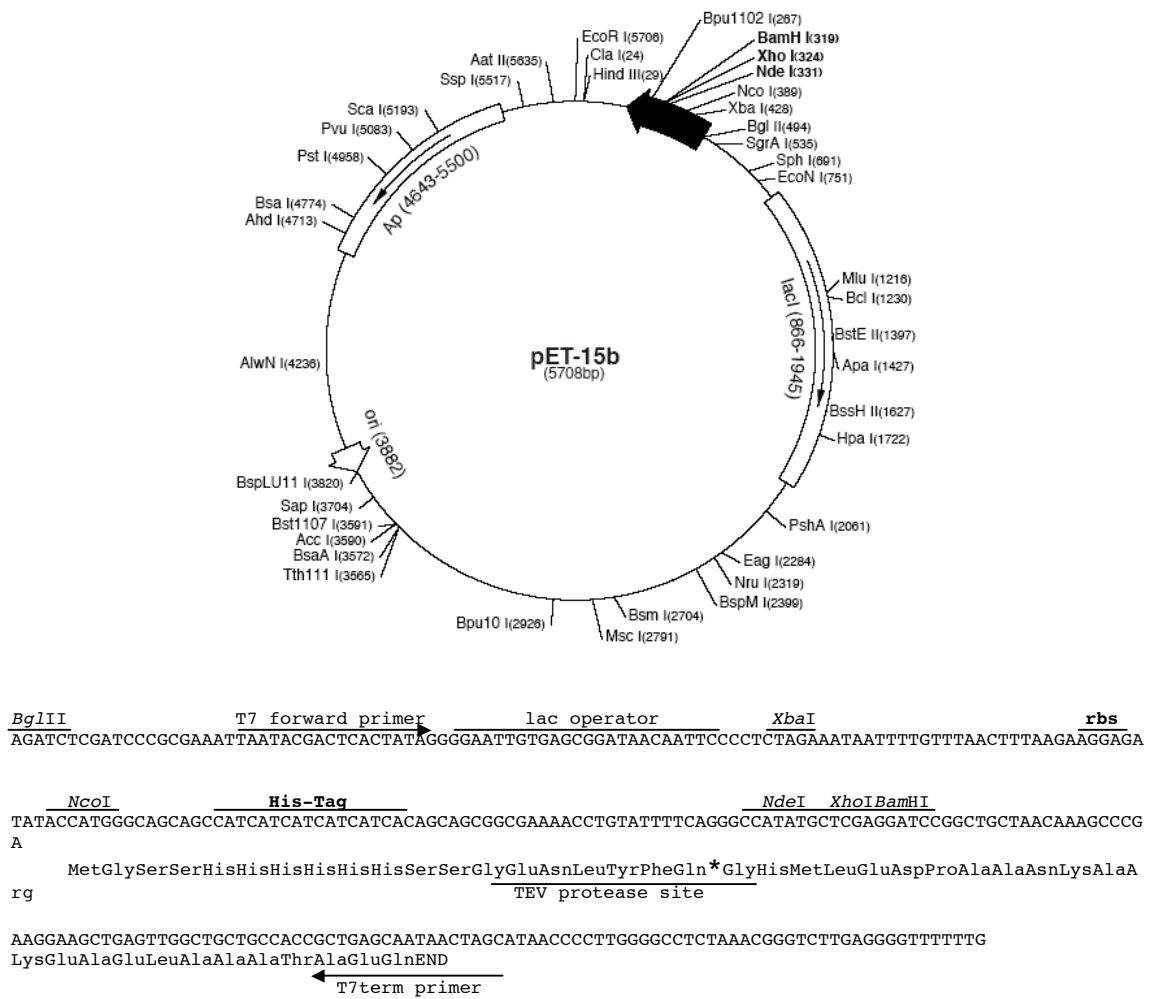 Bpu1102 I(267)
EcoR I(5706)
BamH I(319)
Cla I(24)
Xho I(324)
Aat II(5635)
Hind III(29)
Nde I(331)
Ssp I(5517)
Nco I(389)
Xba I(428)
Sca I(5193)
Bgl II(494)
Pvu I(5083)
SgrA I(535)
Pst I(4958)
Sph I(691)
EcoN I(751)
Ap (4643-5500)
Bsa I(4774)
Ahd I(4713)
Mlu I(1216)
Bcl I(1230)
lacI (866-1945)
BstE II(1397)
pET-15b
(5708bp)
AlwN I(4236)
Apa I(1427)
BssH II(1627)
Hpa I(1722)
ori (3882)
BspLU11 I(3820)
Sap I(3704)
Bst1107 I(3591)
PshA I(2061)
Acc I(3590)
BsaA I(3572)
Eag I(2284)
Tth111 I(3565)
Nru I(2319)
BspM I(2399)
Bsm I(2704)
Bpu10 I(2926)
Msc I(2791)
BglII T7 forward primer lac operator XbaI rbs
AGATCTCGATCCCGCGAAATTAATACGACTCACTATAGGGGAATTGTGAGCGGATAACAATTCCCCTCTAGAAATAATTTTGTTTAACTTTAAGAAGGAGA
NcoI His-Tag NdeI XhoIBamHI
TATACCATGGGCAGCAGCCATCATCATCATCATCACAGCAGCGGCGAAAACCTGTATTTTCAGGGCCATATGCTCGAGGATCCGGCTGCTAACAAAGCCCG
A
MetGlySerSerHisHisHisHisHisHisSerSerGlyGluAsnLeuTyrPheGln*GlyHisMetLeuGluAspProAlaAlaAsnLysAlaA
rg
TEV protease site
AAGGAAGCTGAGTTGGCTGCTGCCACCGCTGAGCAATAACTAGCATAACCCCTTGGGGCCTCTAAACGGGTCTTGAGGGGTTTTTTG
LysGluAlaGluLeuAlaAlaAlaThrAlaGluGlnEND
T7term primer